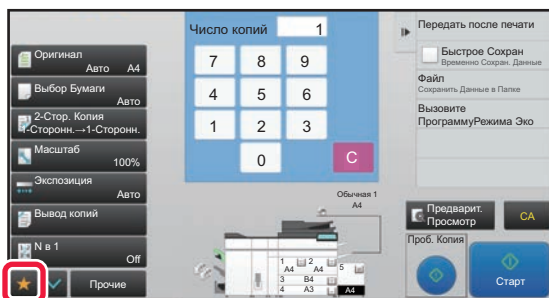 Число копий 1
7 8 9
4 5 6
1 2 3
0 C
Оригинал
Авто A4
Выбор Бумаги
Авто
2-Стор. Копия
1-Сторонн.→1-Сторонн.
Масштаб
100%
Экспозиция
Авто
Вывод копий
N в 1
Off
Прочие
Обычная 1
A4
1 A4 2 A4 5
3 B4
4 A3 A4
Передать после печати
Быстрое Сохран
Временно Сохран. Данные
Файл
Сохранить Данные в Папке
Вызовите
ПрограммуРежима Эко
Предварит.
Просмотр
CA
Проб. Копия
Старт